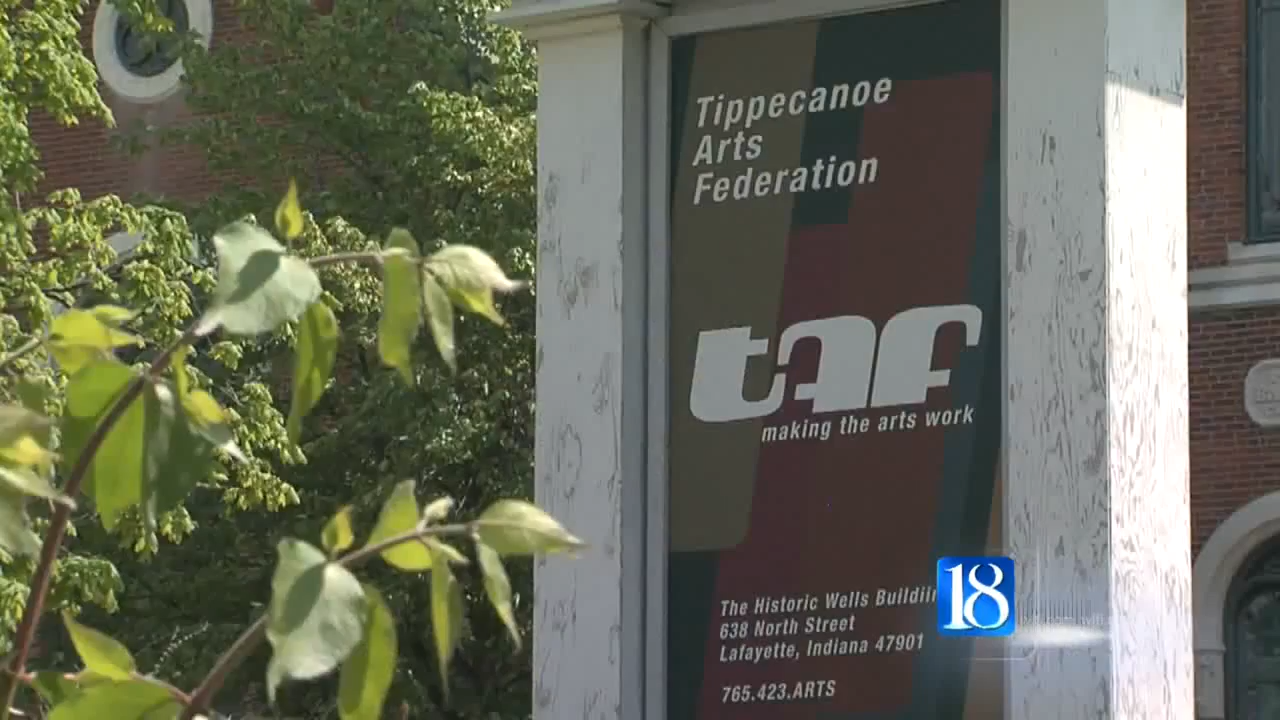 Tippecanoe
Arts
Federation
taf
making the arts work
The Historic Wells
638 North Street
Lafayette, Indiana 47901
765.423.ARTS
18